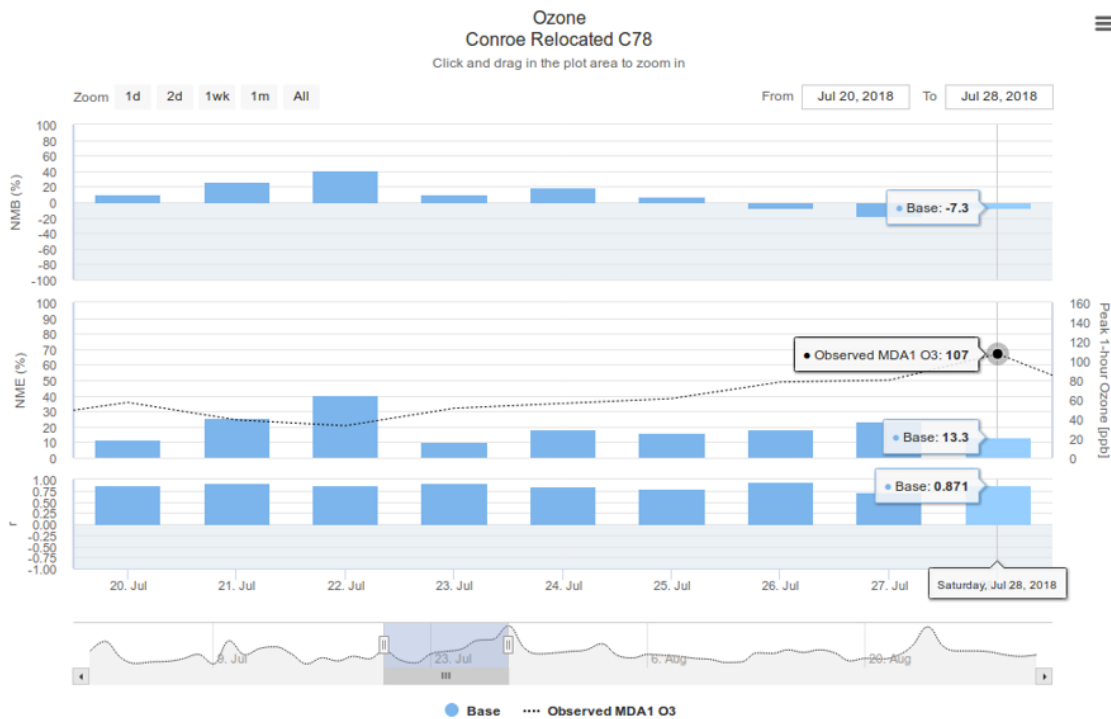 Ozone
Conroe Relocated C78
Click and drag in the plot area to zoom in
Zoom 1d 2d 1wk 1m All From Jul 20, 2018 To Jul 28, 2018
NMB (%)
100
80
60
40
20
0
-20
-40
-60
-80
-100
Base: -7.3
NME (%)
100
90
80
70
60
50
40
30
20
10
0
Observed MDA1 O3: 107
Base: 13.3
160
140
120
100
80
60
40
20
0
Peak 1-hour Ozone [ppb]
r
1.00
0.75
0.50
0.25
0.00
-0.25
-0.50
-0.75
-1.00
Base: 0.871
20. Jul 21. Jul 22. Jul 23. Jul 24. Jul 25. Jul 26. Jul 27. Jul
Saturday, Jul 28, 2018
9. Jul 23. Jul 6. Aug 20. Aug
Base Observed MDA1 O3